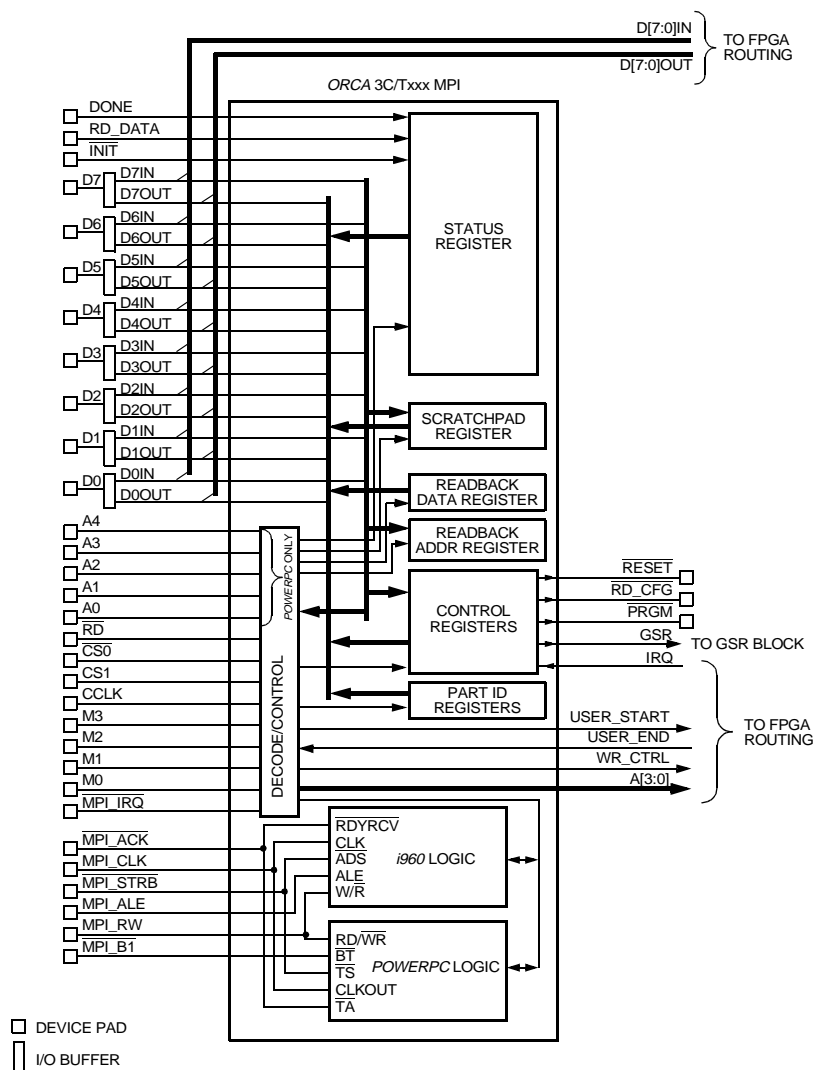 D[7:0]IN
D[7:0]OUT
TO FPGA
ROUTING
ORCA 3C/Txxx MPI
DONE
RD_DATA
INIT
D7
D7IN
D7OUT
D6
D6IN
D6OUT
D5
D5IN
D5OUT
D4
D4IN
D4OUT
D3
D3IN
D3OUT
D2
D2IN
D2OUT
D1
D1IN
D1OUT
D0
D0IN
D0OUT
STATUS
REGISTER
SCRATCHPAD
REGISTER
READBACK
DATA REGISTER
READBACK
ADDR REGISTER
CONTROL
REGISTERS
PART ID
REGISTERS
A4
A3
A2
A1
A0
RD
CS0
CS1
CCLK
M3
M2
M1
M0
MPI_IRQ
POWERPC ONLY
DECODE/CONTROL
RESET
RD_CFG
PRGM
GSR
TO GSR BLOCK
IRQ
USER_START
USER_END
WR_CTRL
A[3:0]
TO FPGA
ROUTING
MPI_ACK
MPI_CLK
MPI_STRB
MPI_ALE
MPI_RW
MPI_B1
RDYRCV
CLK
ADS
ALE
W/R
i960 LOGIC
RD/WR
BT
TS
CLKOUT
TA
POWERPC LOGIC
DEVICE PAD
I/O BUFFER